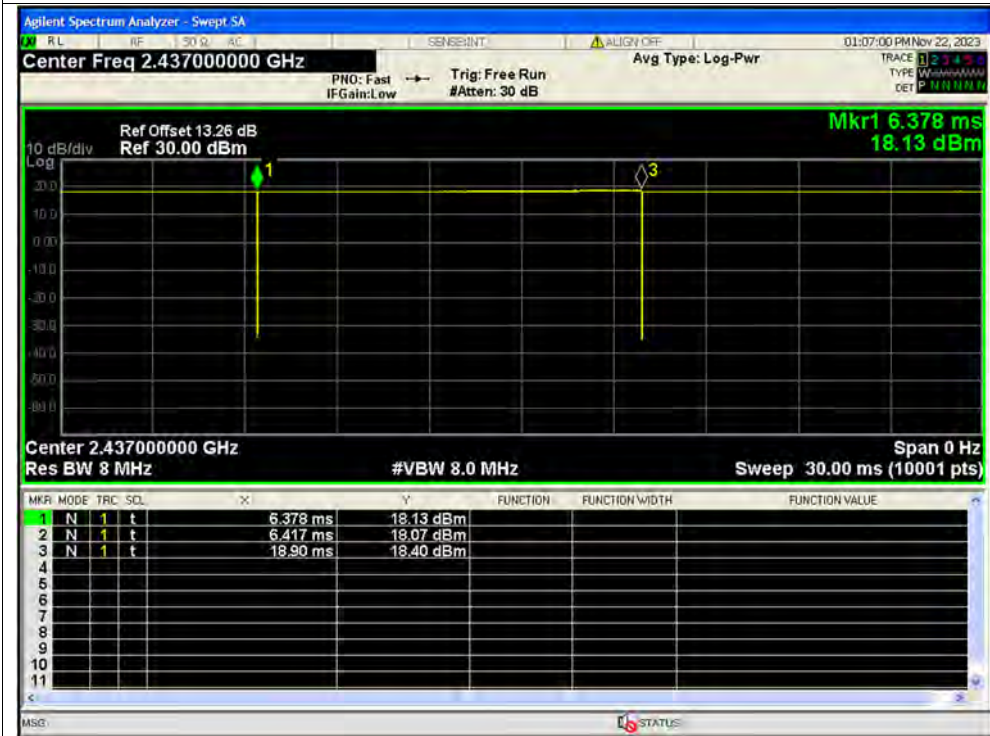 Agilent Spectrum Analyzer - Swept SA
RL RF 50 Ω AC SENSE:INT ALIGN OFF 01:07:00 PM Nov 22, 2023
Center Freq 2.437000000 GHz
Avg Type: Log-Pwr
TRACE 1 2 3 4 5 6
PNO: Fast Trig: Free Run
TYPE
IFGain:Low #Atten: 30 dB
DET P N N N N N
Mkr1 6.378 ms
18.13 dBm
Ref Offset 13.26 dB
10 dB/div Ref 30.00 dBm
Log
1
3
20.0
10.0
0.00
-10.0
-20.0
-30.0
-40.0
-50.0
-60.0
Center 2.437000000 GHz Span 0 Hz
Res BW 8 MHz #VBW 8.0 MHz Sweep 30.00 ms (10001 pts)
MKR MODE TRC SCL X Y FUNCTION FUNCTION WIDTH FUNCTION VALUE
1 N 1 t 6.378 ms 18.13 dBm
2 N 1 t 6.417 ms 18.07 dBm
3 N 1 t 18.90 ms 18.40 dBm
4
5
6
7
8
9
10
11
MSG STATUS